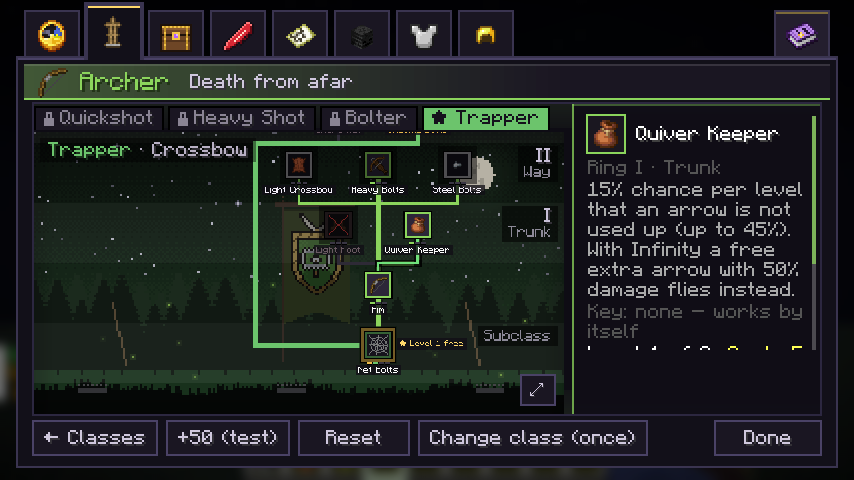 Archer Death from afar
Quickshot Heavy Shot Bolter Trapper
Trapper · Crossbow
II
Way
Light Crossbow Heavy Bolts Steel Bolts
I
Trunk
Light Foot Quiver Keeper
Aim
Subclass
Level 1 free
Net Bolts
Quiver Keeper
Ring I · Trunk
15% chance per level
that an arrow is not
used up (up to 45%).
With Infinity a free
extra arrow with 50%
damage flies instead.
Key: none — works by
itself
← Classes +50 (test) Reset Change class (once) Done